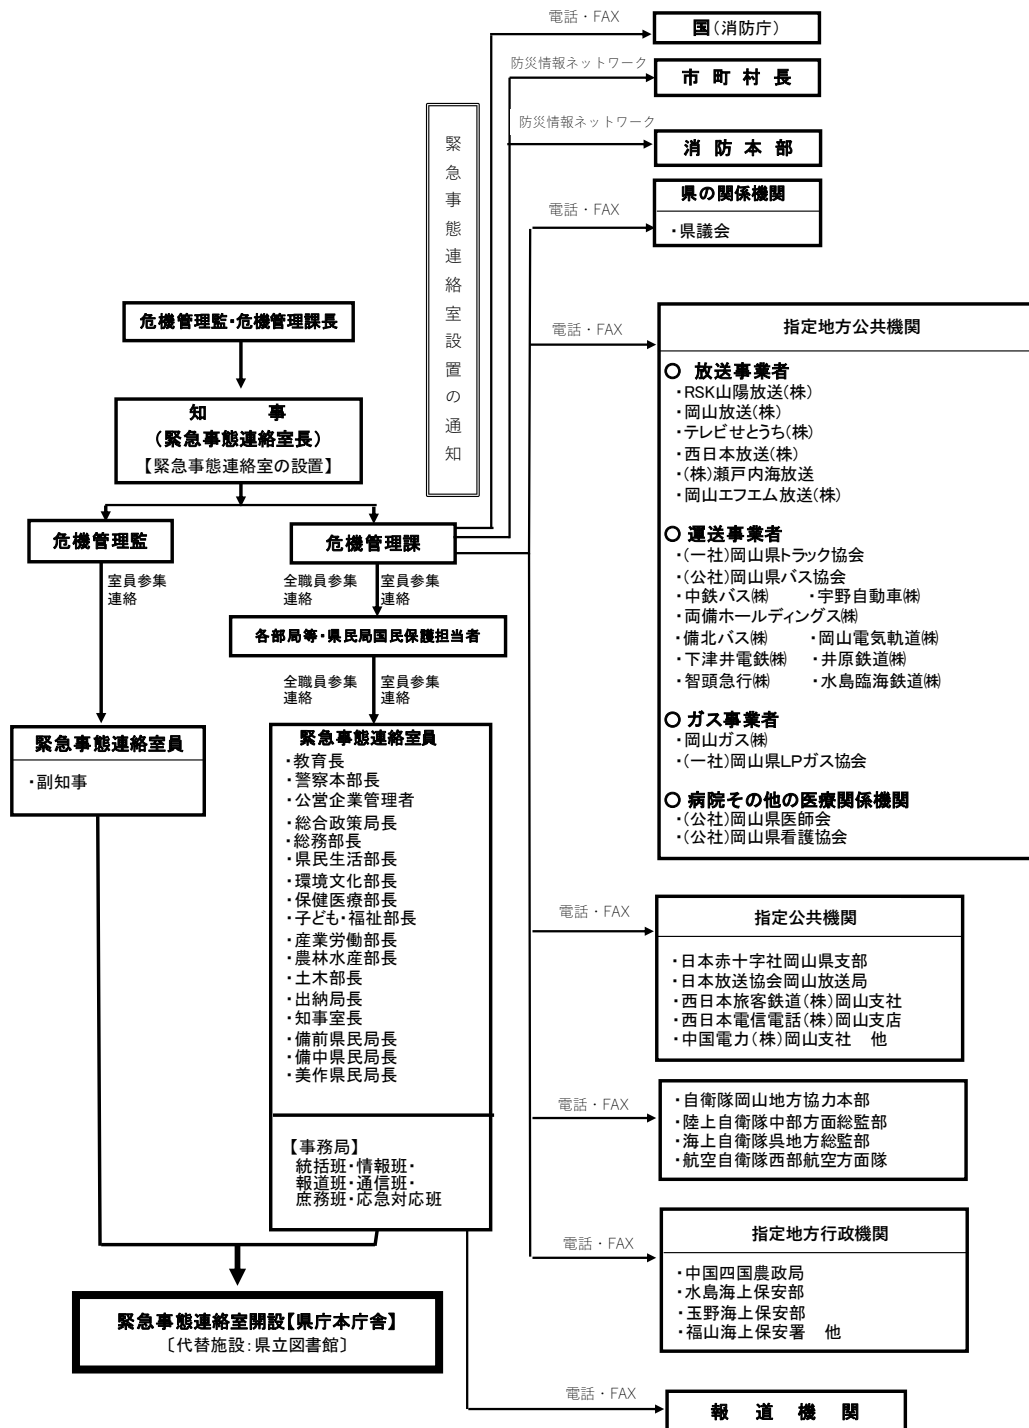 電話・FAX
国(消防庁)
防災情報ネットワーク
市町村長
防災情報ネットワーク
消防本部
緊急事態連絡室設置の通知
電話・FAX
県の関係機関
・県議会
危機管理監・危機管理課長
知　　事
(緊急事態連絡室長)
【緊急事態連絡室の設置】
危機管理監
危機管理課
室員参集
連絡
全職員参集
連絡
室員参集
連絡
各部局等・県民局国民保護担当者
全職員参集
連絡
室員参集
連絡
緊急事態連絡室員
・副知事
緊急事態連絡室員
・教育長
・警察本部長
・公営企業管理者
・総合政策局長
・総務部長
・県民生活部長
・環境文化部長
・保健医療部長
・子ども・福祉部長
・産業労働部長
・農林水産部長
・土木部長
・出納局長
・知事室長
・備前県民局長
・備中県民局長
・美作県民局長
【事務局】
統括班・情報班・
報道班・通信班・
庶務班・応急対応班
緊急事態連絡室開設【県庁本庁舎】
〔代替施設:県立図書館〕
電話・FAX
指定地方公共機関
○ 放送事業者
・RSK山陽放送(株)
・岡山放送(株)
・テレビせとうち(株)
・西日本放送(株)
・(株)瀬戸内海放送
・岡山エフエム放送(株)
○ 運送事業者
・(一社)岡山県トラック協会
・(公社)岡山県バス協会
・中鉄バス㈱　・宇野自動車㈱
・両備ホールディングス㈱
・備北バス㈱　・岡山電気軌道㈱
・下津井電鉄㈱　・井原鉄道㈱
・智頭急行㈱　・水島臨海鉄道㈱
○ ガス事業者
・岡山ガス㈱
・(一社)岡山県LPガス協会
○ 病院その他の医療関係機関
・(公社)岡山県医師会
・(公社)岡山県看護協会
電話・FAX
指定公共機関
・日本赤十字社岡山県支部
・日本放送協会岡山放送局
・西日本旅客鉄道(株)岡山支社
・西日本電信電話(株)岡山支店
・中国電力(株)岡山支社　他
電話・FAX
・自衛隊岡山地方協力本部
・陸上自衛隊中部方面総監部
・海上自衛隊呉地方総監部
・航空自衛隊西部航空方面隊
電話・FAX
指定地方行政機関
・中国四国農政局
・水島海上保安部
・玉野海上保安部
・福山海上保安署　他
電話・FAX
報道機関